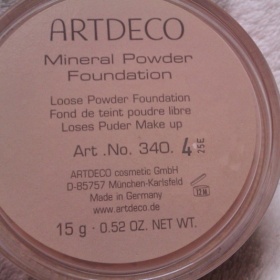 ARTDECO
Mineral Powder
Foundation
Loose Powder Foundation
Fond de teint poudre libre
Loses Puder Make up
Art .No. 340. 4
25E
ARTDECO cosmetic GmbH
D-85757 München-Karlsfeld
Made in Germany
www.artdeco.de
12 M
15 g · 0.52 OZ. NET WT.